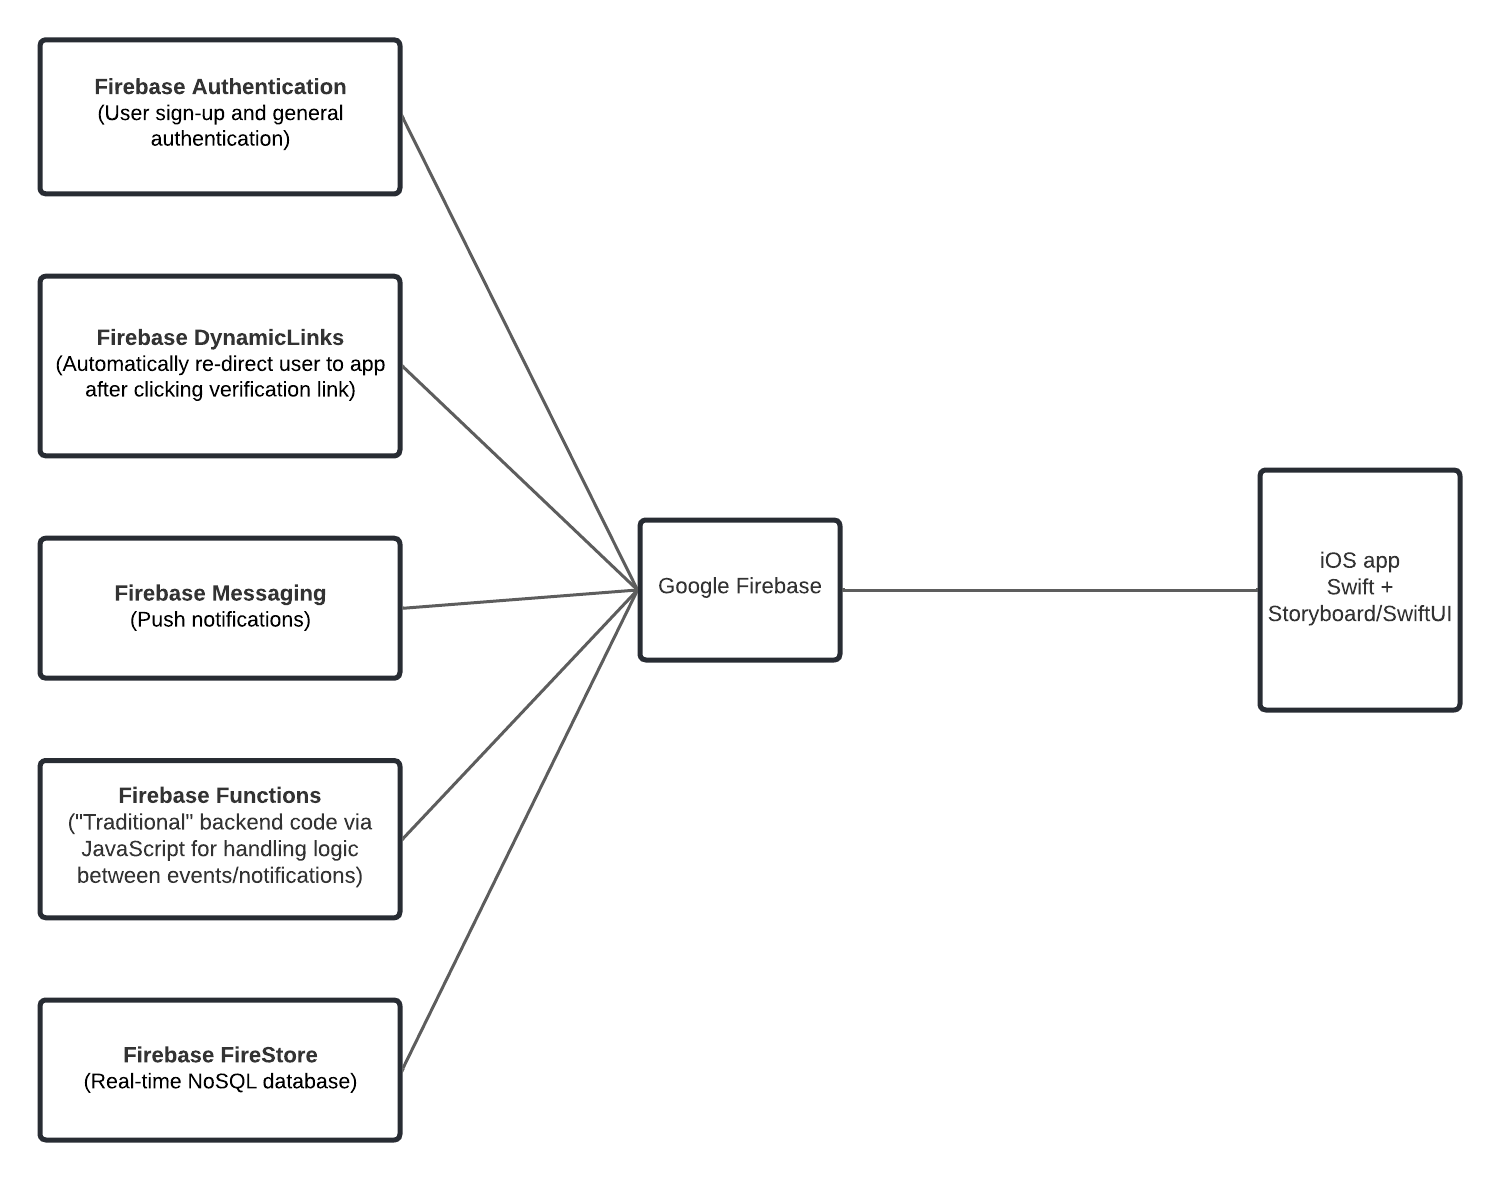 Firebase Authentication
(User sign-up and general
authentication)
Firebase DynamicLinks
(Automatically re-direct user to app
after clicking verification link)
Firebase Messaging
(Push notifications)
Firebase Functions
("Traditional" backend code via
JavaScript for handling logic
between events/notifications)
Firebase FireStore
(Real-time NoSQL database)
Google Firebase
iOS app
Swift +
Storyboard/SwiftUI